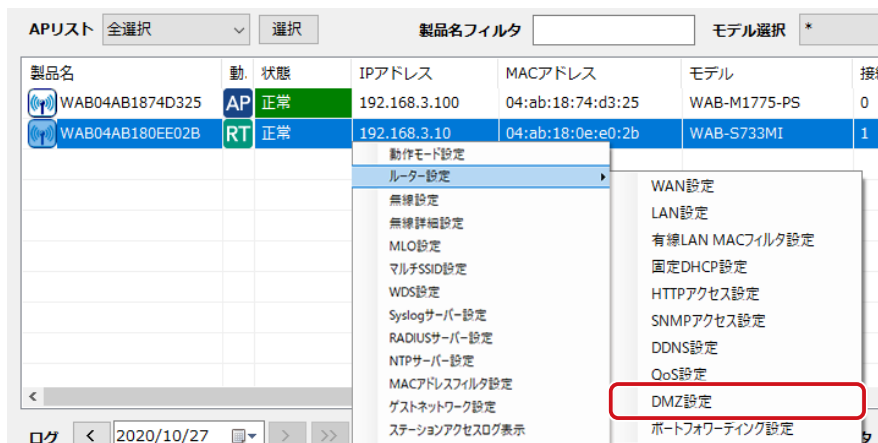 APリスト 全選択 選択 製品名フィルタ モデル選択 *
製品名 動. 状態 IPアドレス MACアドレス モデル 接
WAB04AB1874D325 AP 正常 192.168.3.100 04:ab:18:74:d3:25 WAB-M1775-PS 0
WAB04AB180EE02B RT 正常 192.168.3.10 04:ab:18:0e:e0:2b WAB-S733MI 1
動作モード設定
ルーター設定
無線設定
無線詳細設定
MLO設定
マルチSSID設定
WDS設定
Syslogサーバー設定
RADIUSサーバー設定
NTPサーバー設定
MACアドレスフィルタ設定
ゲストネットワーク設定
ステーションアクセスログ表示
WAN設定
LAN設定
有線LAN MACフィルタ設定
固定DHCP設定
HTTPアクセス設定
SNMPアクセス設定
DDNS設定
QoS設定
DMZ設定
ポートフォワーディング設定
ログ < 2020/10/27 > >>